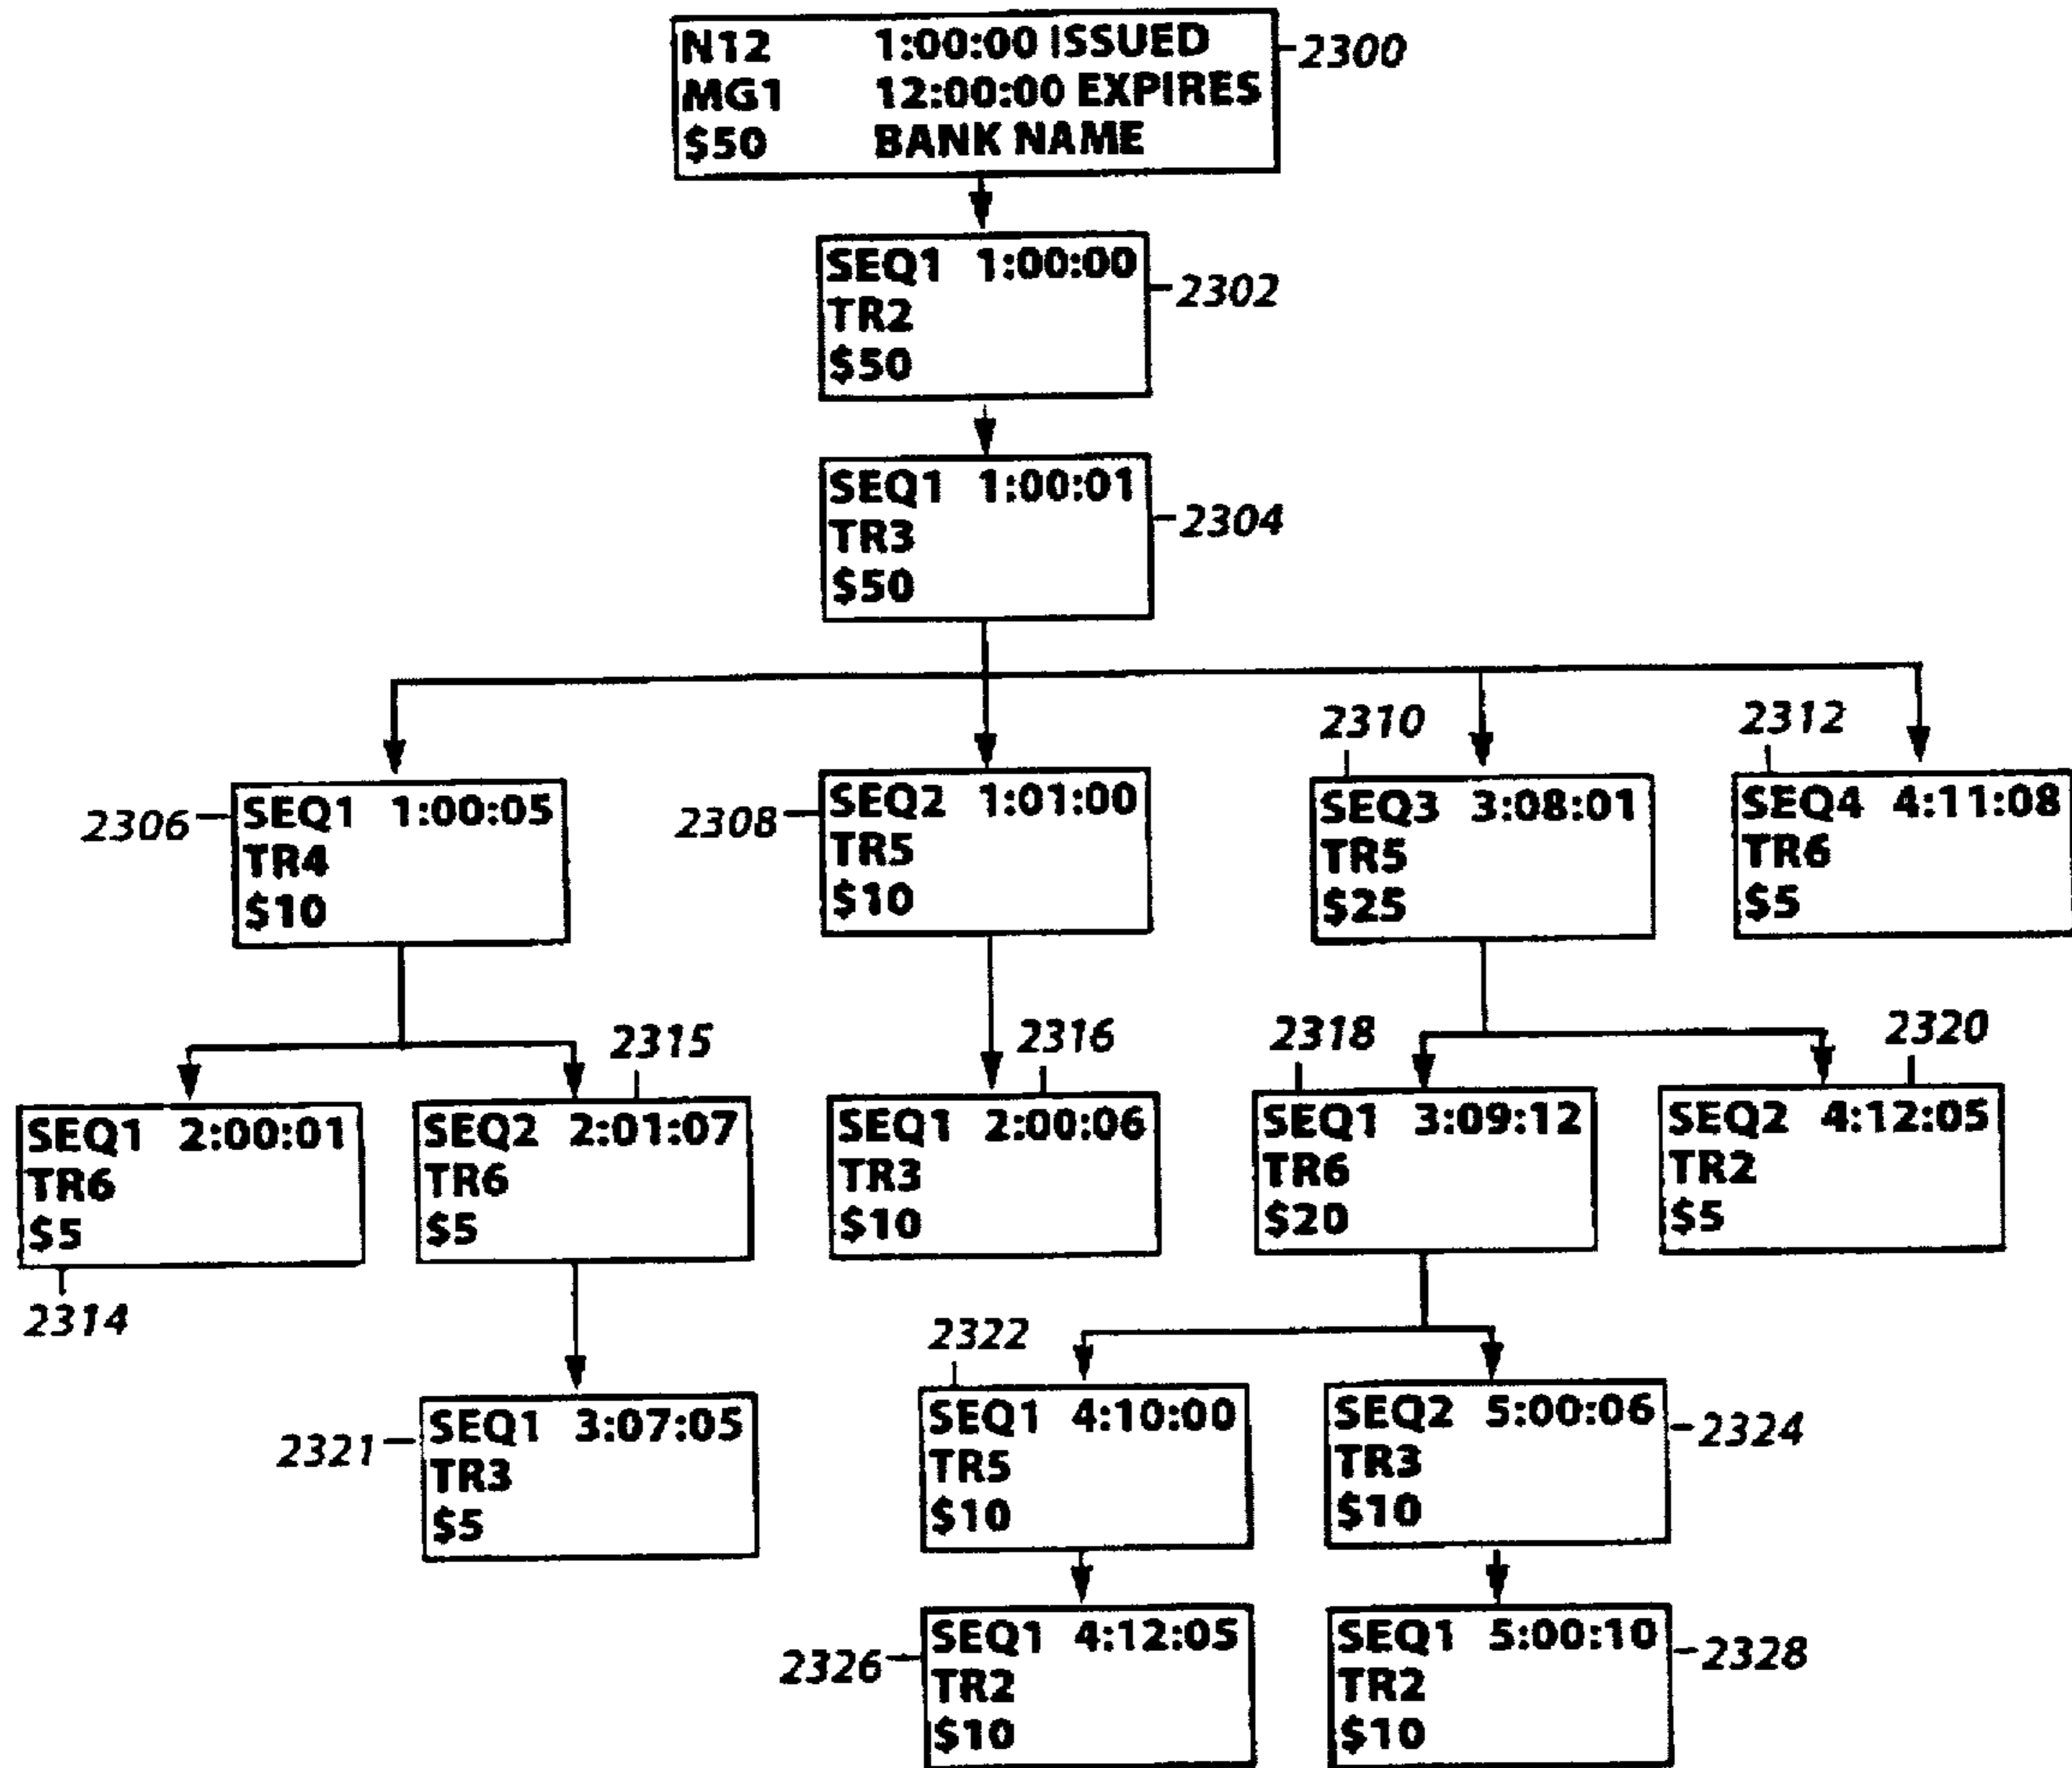 N12 1:00:00 ISSUED
MG1 12:00:00 EXPIRES
$50 BANK NAME
2300
SEQ1 1:00:00
TR2
$50
2302
SEQ1 1:00:01
TR3
$50
2304
2306
SEQ1 1:00:05
TR4
$10
2308
SEQ2 1:01:00
TR5
$10
2310
SEQ3 3:08:01
TR5
$25
2312
SEQ4 4:11:08
TR6
$5
SEQ1 2:00:01
TR6
$5
2314
2315
SEQ2 2:01:07
TR6
$5
2316
SEQ1 2:00:06
TR3
$10
2318
SEQ1 3:09:12
TR6
$20
2320
SEQ2 4:12:05
TR2
$5
2321
SEQ1 3:07:05
TR3
$5
2322
SEQ1 4:10:00
TR5
$10
SEQ2 5:00:06
TR3
$10
2324
2326
SEQ1 4:12:05
TR2
$10
SEQ1 5:00:10
TR2
$10
2328